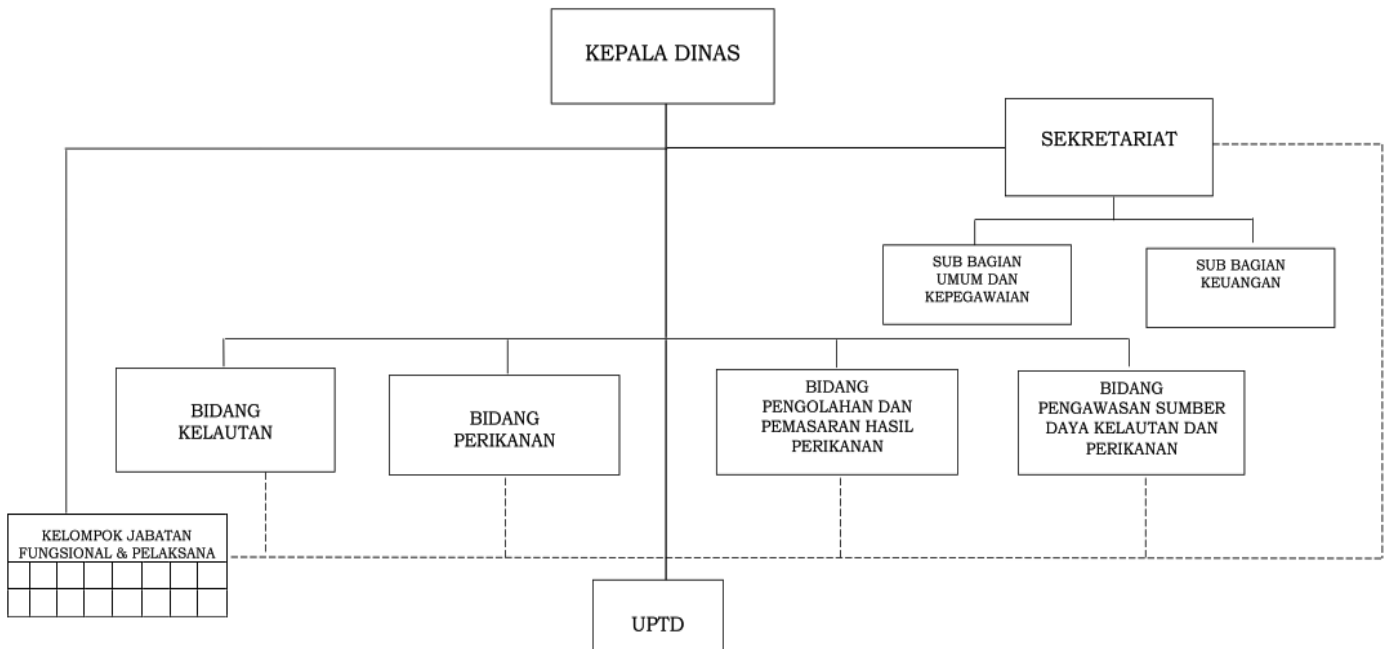 KEPALA DINAS
SEKRETARIAT
SUB BAGIAN
UMUM DAN
KEPEGAWAIAN
SUB BAGIAN
KEUANGAN
BIDANG
KELAUTAN
BIDANG
PERIKANAN
BIDANG
PENGOLAHAN DAN
PEMASARAN HASIL
PERIKANAN
BIDANG
PENGAWASAN SUMBER
DAYA KELAUTAN DAN
PERIKANAN
KELOMPOK JABATAN
FUNGSIONAL & PELAKSANA
UPTD